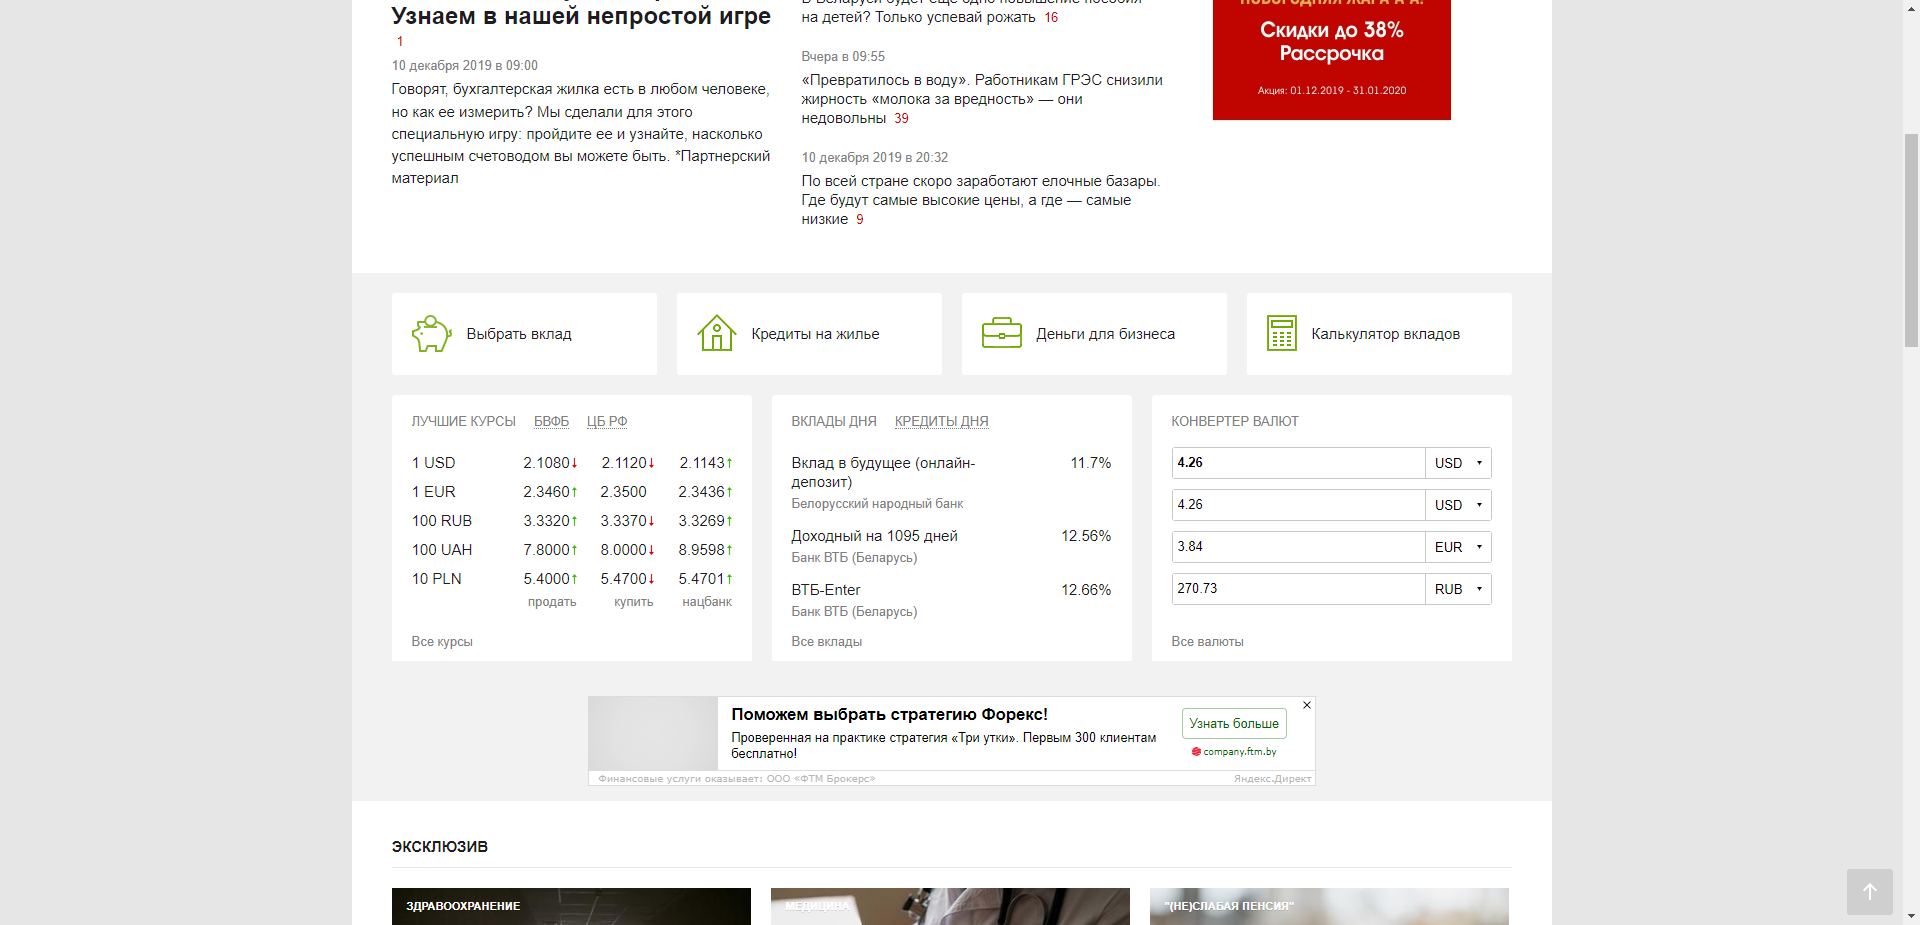 Узнаем в нашей непростой игре
1
10 декабря 2019 в 09:00
Говорят, бухгалтерская жилка есть в любом человеке,
но как ее измерить? Мы сделали для этого
специальную игру: пройдите ее и узнайте, насколько
успешным счетоводом вы можете быть. *Партнерский
материал
В Беларуси будет еще одно повышение пособия
на детей? Только успевай рожать 16
Вчера в 09:55
«Превратилось в воду». Работникам ГРЭС снизили
жирность «молока за вредность» — они
недовольны 39
10 декабря 2019 в 20:32
По всей стране скоро заработают елочные базары.
Где будут самые высокие цены, а где — самые
низкие 9
НОВОГОДНЯЯ ЖАРА-А-А!
Скидки до 38%
Рассрочка
Акция: 01.12.2019 - 31.01.2020
Выбрать вклад
Кредиты на жилье
Деньги для бизнеса
Калькулятор вкладов
ЛУЧШИЕ КУРСЫ БВФБ ЦБ РФ
1 USD 2.1080↓ 2.1120↓ 2.1143↑
1 EUR 2.3460↑ 2.3500 2.3436↑
100 RUB 3.3320↑ 3.3370↓ 3.3269↑
100 UAH 7.8000↑ 8.0000↓ 8.9598↑
10 PLN 5.4000↑ 5.4700↓ 5.4701↑
продать купить нацбанк
Все курсы
ВКЛАДЫ ДНЯ КРЕДИТЫ ДНЯ
Вклад в будущее (онлайн-
депозит) 11.7%
Белорусский народный банк
Доходный на 1095 дней 12.56%
Банк ВТБ (Беларусь)
ВТБ-Enter 12.66%
Банк ВТБ (Беларусь)
Все вклады
КОНВЕРТЕР ВАЛЮТ
4.26 USD
4.26 USD
3.84 EUR
270.73 RUB
Все валюты
Поможем выбрать стратегию Форекс!
Проверенная на практике стратегия «Три утки». Первым 300 клиентам
бесплатно!
Узнать больше
company.ftm.by
Финансовые услуги оказывает: ООО «ФТМ Брокерс»
Яндекс.Директ
ЭКСКЛЮЗИВ
ЗДРАВООХРАНЕНИЕ
МЕДИЦИНА
"(НЕ)СЛАБАЯ ПЕНСИЯ"